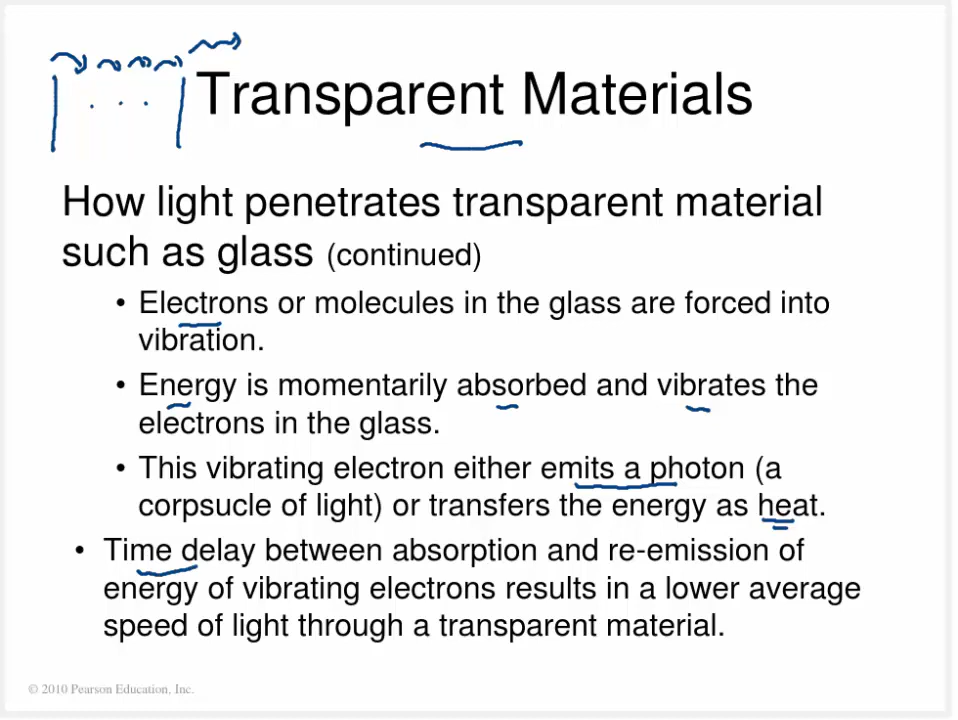 Transparent Materials
How light penetrates transparent material
such as glass (continued)
• Electrons or molecules in the glass are forced into
vibration.
• Energy is momentarily absorbed and vibrates the
electrons in the glass.
• This vibrating electron either emits a photon (a
corpsucle of light) or transfers the energy as heat.
• Time delay between absorption and re-emission of
energy of vibrating electrons results in a lower average
speed of light through a transparent material.
© 2010 Pearson Education, Inc.